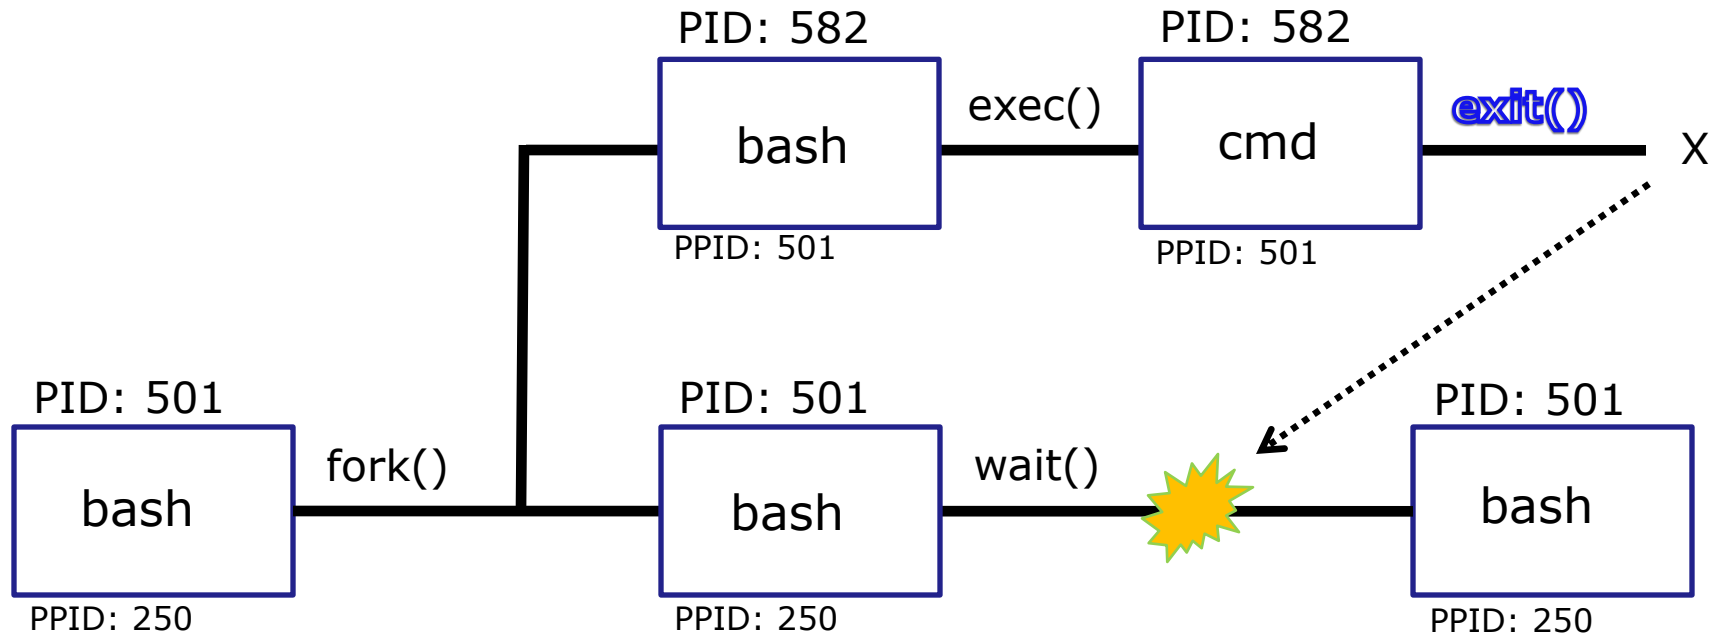 PID: 582
bash
PPID: 501
exec()
PID: 582
cmd
PPID: 501
exit()
X
PID: 501
bash
PPID: 250
fork()
PID: 501
bash
PPID: 250
wait()
PID: 501
bash
PPID: 250